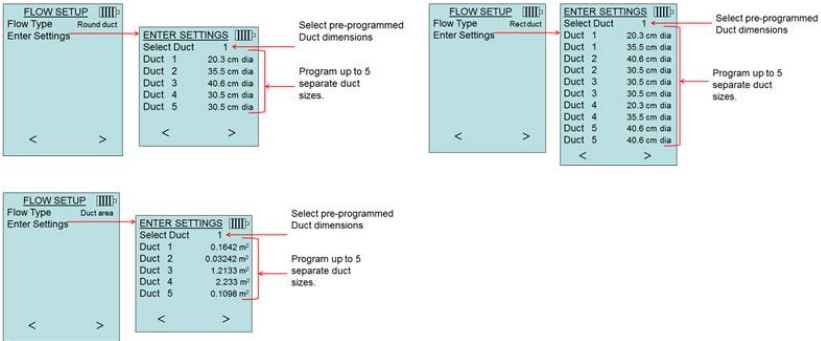 FLOW SETUP
Flow Type Round duct
Enter Settings
< >
ENTER SETTINGS
Select Duct 1
Duct 1 20.3 cm dia
Duct 2 35.5 cm dia
Duct 3 40.6 cm dia
Duct 4 30.5 cm dia
Duct 5 30.5 cm dia
< >
Select pre-programmed
Duct dimensions
Program up to 5
separate duct
sizes.
FLOW SETUP
Flow Type Rect duct
Enter Settings
< >
ENTER SETTINGS
Select Duct 1
Duct 1 20.3 cm dia
Duct 1 35.5 cm dia
Duct 2 40.6 cm dia
Duct 2 30.5 cm dia
Duct 3 30.5 cm dia
Duct 3 30.5 cm dia
Duct 4 20.3 cm dia
Duct 4 35.5 cm dia
Duct 5 40.6 cm dia
Duct 5 40.6 cm dia
< >
Select pre-programmed
Duct dimensions
Program up to 5
separate duct
sizes.
FLOW SETUP
Flow Type Duct area
Enter Settings
< >
ENTER SETTINGS
Select Duct 1
Duct 1 0.1642 m²
Duct 2 0.03242 m²
Duct 3 1.2133 m²
Duct 4 2.233 m²
Duct 5 0.1098 m²
< >
Select pre-programmed
Duct dimensions
Program up to 5
separate duct
sizes.